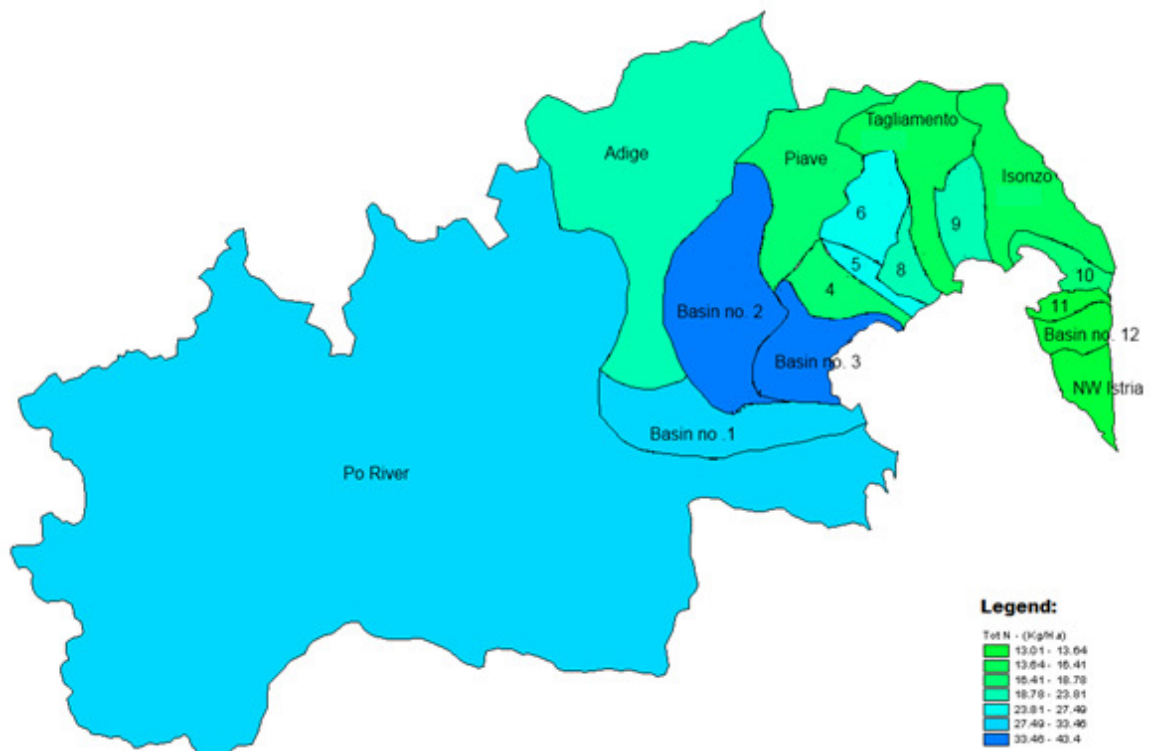 Tagliamento
Adige
Piave
Isonzo
6
9
5
8
10
4
11
Basin no. 2
Basin no. 12
Basin no. 3
NW Istria
Basin no .1
Po River
Legend:
Tot N - (Kg/Ha)
13.01 - 13.64
13.64 - 16.41
16.41 - 18.78
18.78 - 23.81
23.81 - 27.49
27.49 - 33.46
33.46 - 43.4